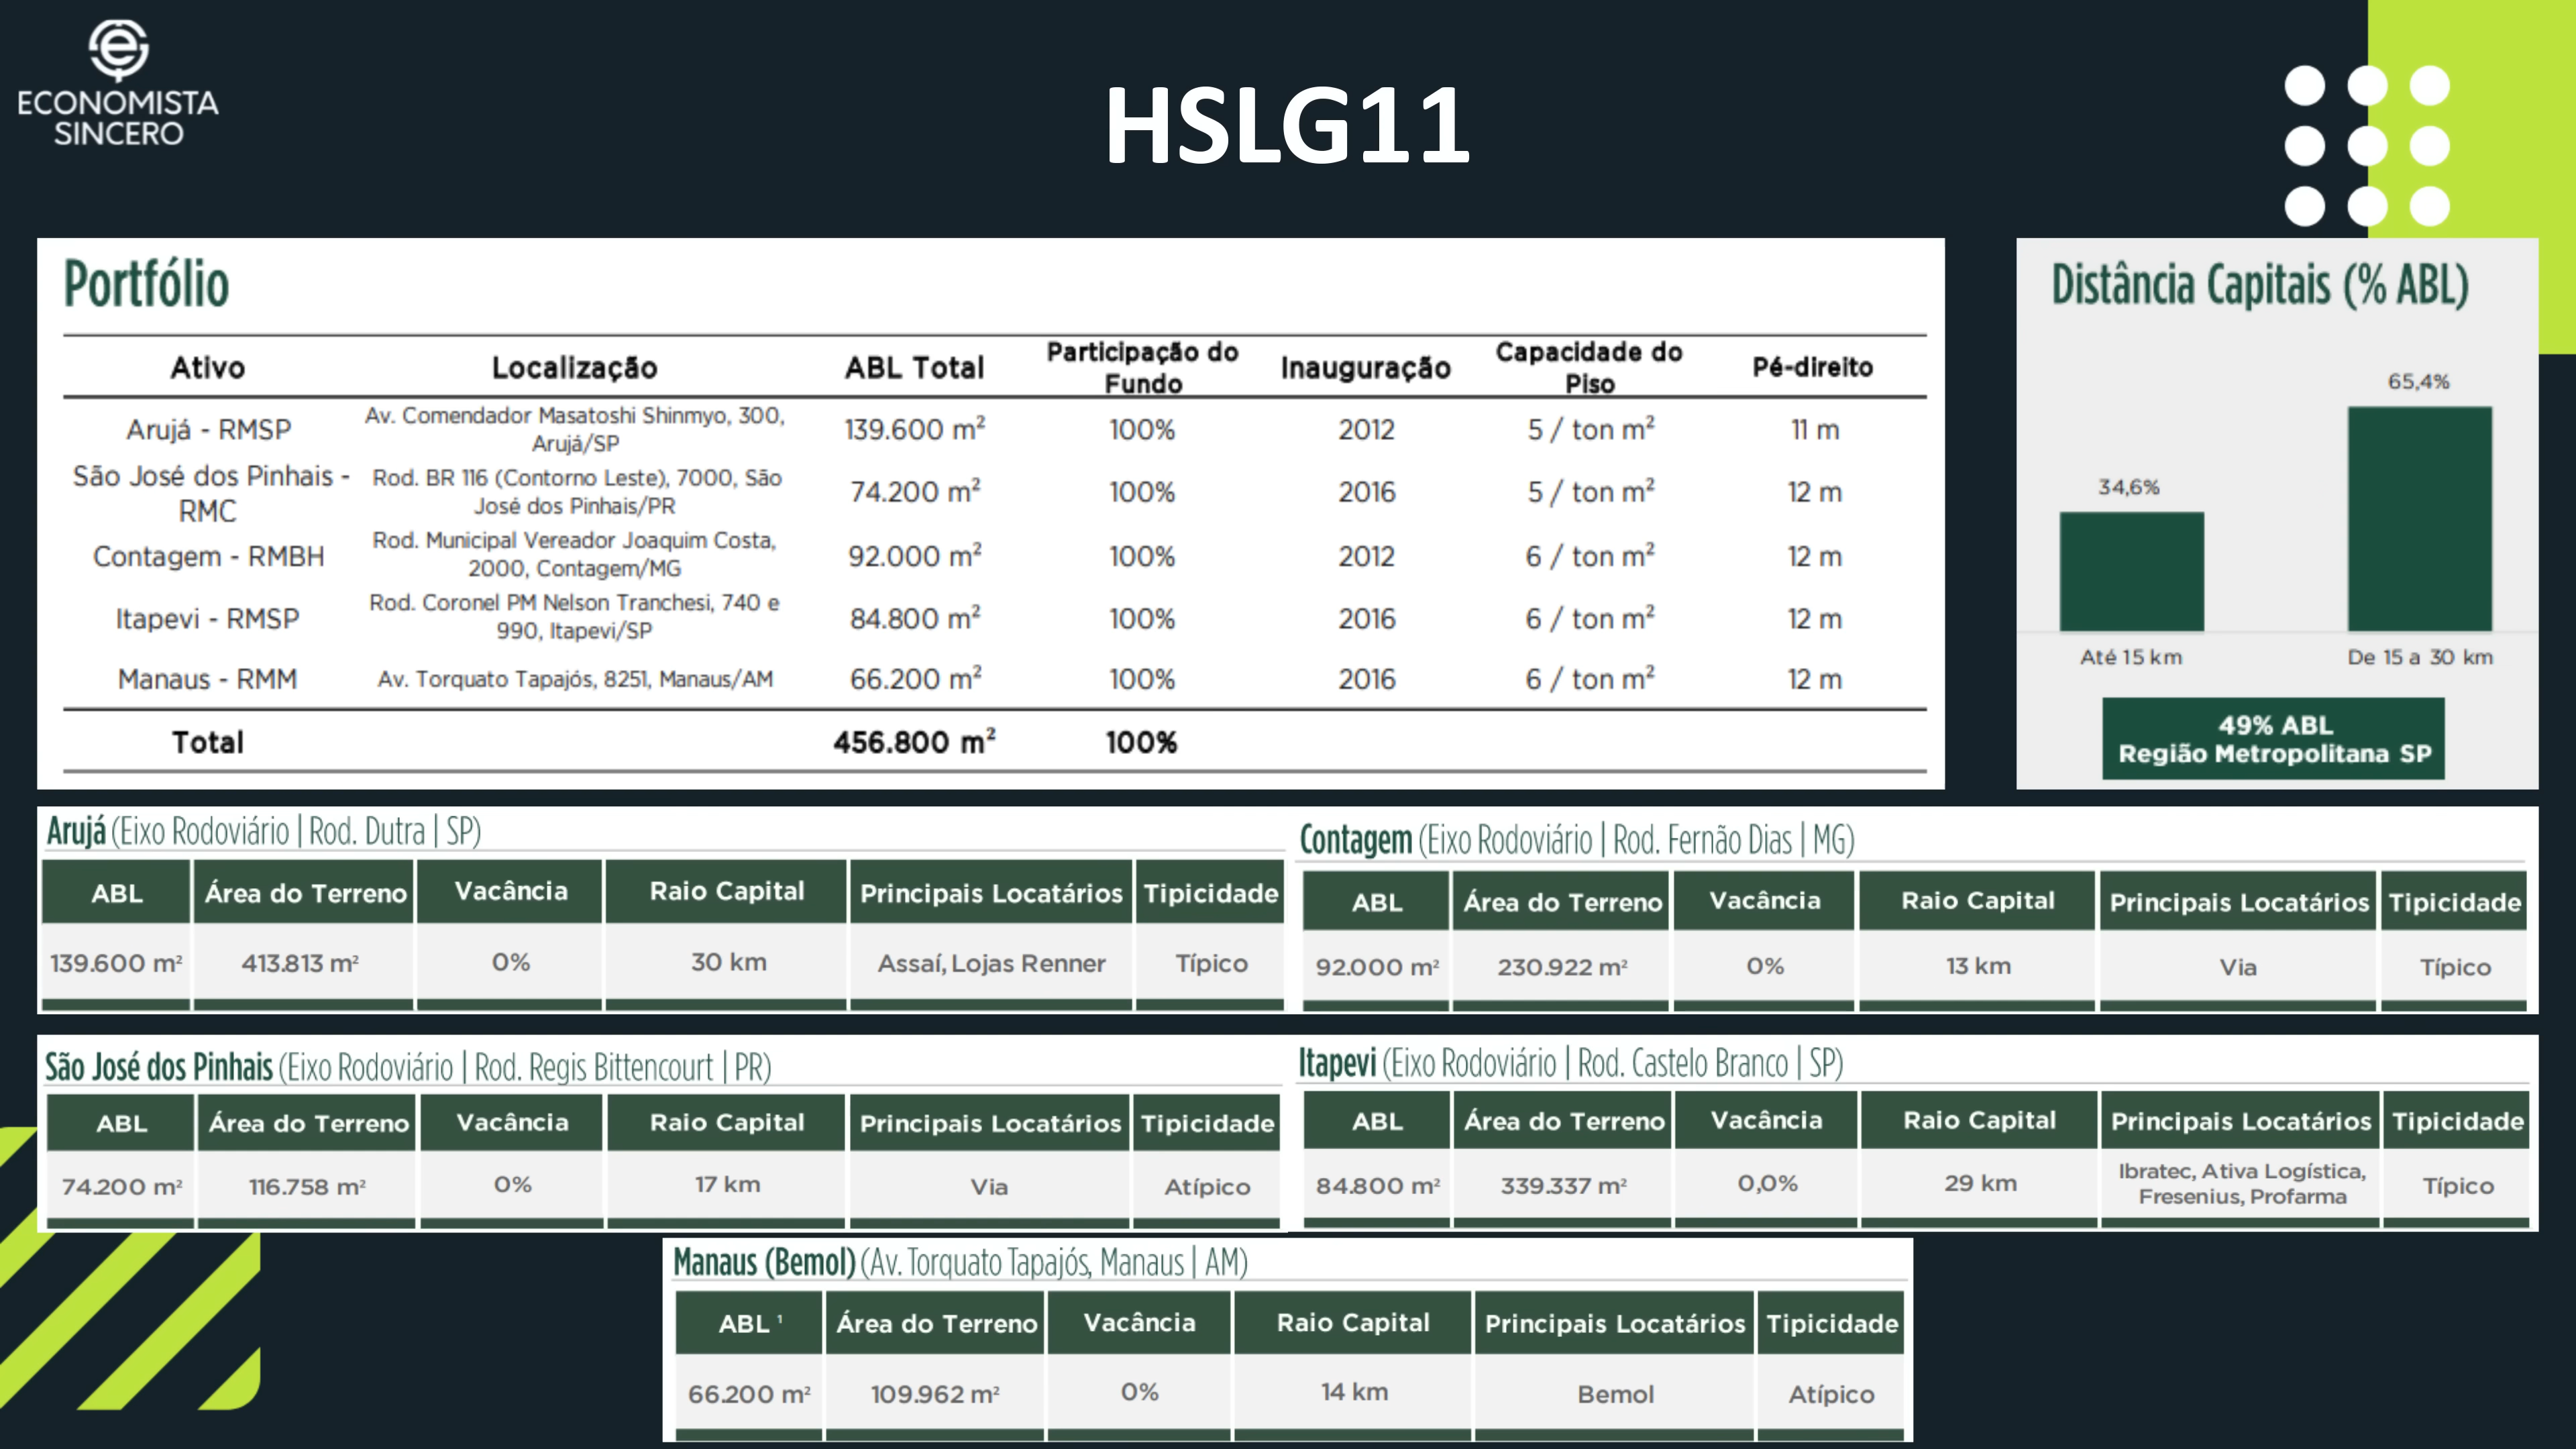 ECONOMISTA
SINCERO
HSLG11
Portfólio
Ativo Localização ABL Total Participação do Fundo Inauguração Capacidade do Piso Pé-direito
Arujá - RMSP Av. Comendador Masatoshi Shinmyo, 300, Arujá/SP 139.600 m² 100% 2012 5 / ton m² 11 m
São José dos Pinhais - RMC Rod. BR 116 (Contorno Leste), 7000, São José dos Pinhais/PR 74.200 m² 100% 2016 5 / ton m² 12 m
Contagem - RMBH Rod. Municipal Vereador Joaquim Costa, 2000, Contagem/MG 92.000 m² 100% 2012 6 / ton m² 12 m
Itapevi - RMSP Rod. Coronel PM Nelson Tranchesi, 740 e 990, Itapevi/SP 84.800 m² 100% 2016 6 / ton m² 12 m
Manaus - RMM Av. Torquato Tapajós, 8251, Manaus/AM 66.200 m² 100% 2016 6 / ton m² 12 m
Total 456.800 m² 100%
Distância Capitais (% ABL)
65,4%
34,6%
Até 15 km De 15 a 30 km
49% ABL
Região Metropolitana SP
Arujá (Eixo Rodoviário | Rod. Dutra | SP)
ABL Área do Terreno Vacância Raio Capital Principais Locatários Tipicidade
139.600 m² 413.813 m² 0% 30 km Assaí, Lojas Renner Típico
Contagem (Eixo Rodoviário | Rod. Fernão Dias | MG)
ABL Área do Terreno Vacância Raio Capital Principais Locatários Tipicidade
92.000 m² 230.922 m² 0% 13 km Via Típico
São José dos Pinhais (Eixo Rodoviário | Rod. Regis Bittencourt | PR)
ABL Área do Terreno Vacância Raio Capital Principais Locatários Tipicidade
74.200 m² 116.758 m² 0% 17 km Via Atípico
Itapevi (Eixo Rodoviário | Rod. Castelo Branco | SP)
ABL Área do Terreno Vacância Raio Capital Principais Locatários Tipicidade
84.800 m² 339.337 m² 0,0% 29 km Ibratec, Ativa Logística, Fresenius, Profarma Típico
Manaus (Bemol) (Av. Torquato Tapajós, Manaus | AM)
ABL ¹ Área do Terreno Vacância Raio Capital Principais Locatários Tipicidade
66.200 m² 109.962 m² 0% 14 km Bemol Atípico